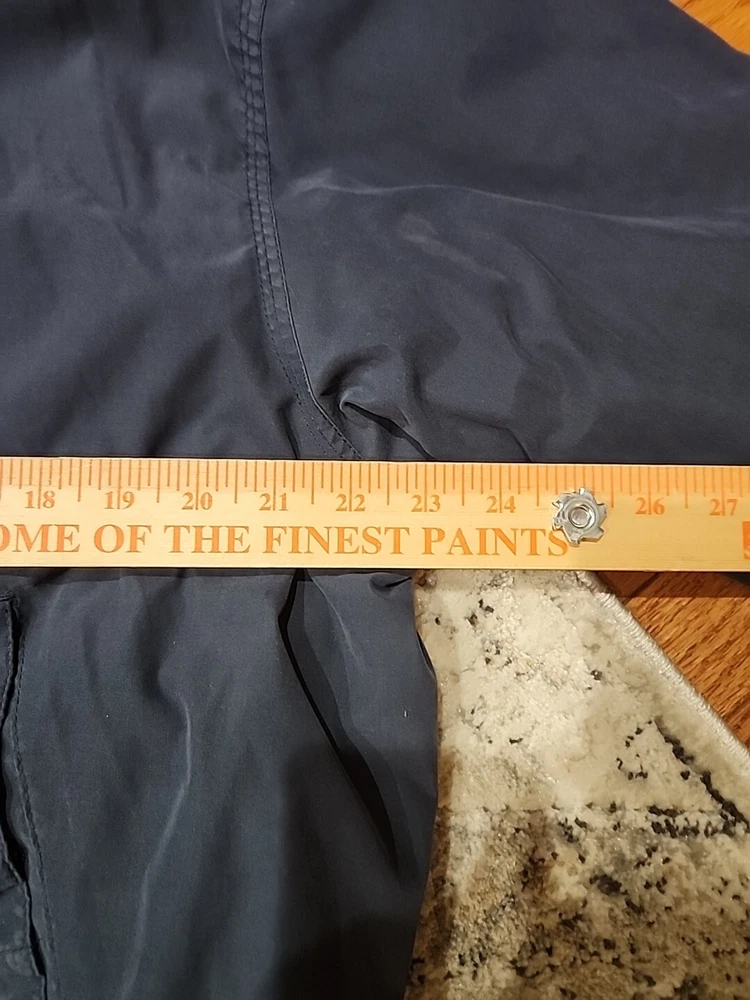 18 19 20 21 22 23 24 26 27
OME OF THE FINEST PAINTS